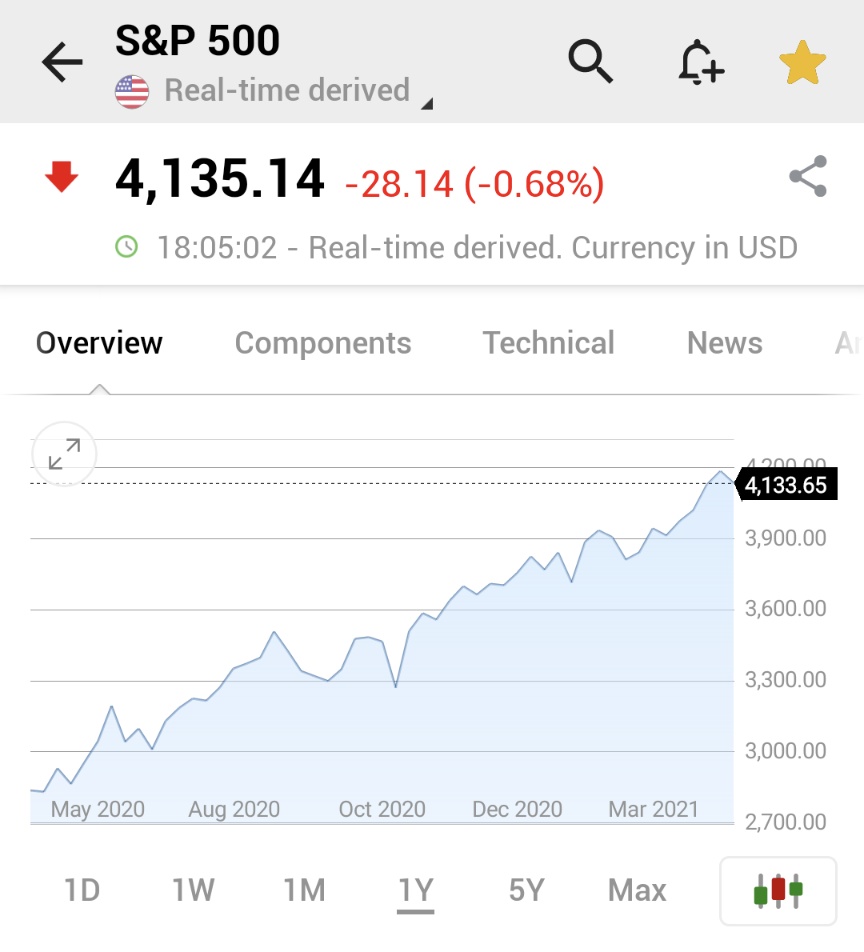 S&P 500
Real-time derived
4,135.14 -28.14 (-0.68%)
18:05:02 - Real-time derived. Currency in USD
Overview Components Technical News
4,200.00
4,133.65
3,900.00
3,600.00
3,300.00
3,000.00
May 2020 Aug 2020 Oct 2020 Dec 2020 Mar 2021
2,700.00
1D 1W 1M 1Y 5Y Max